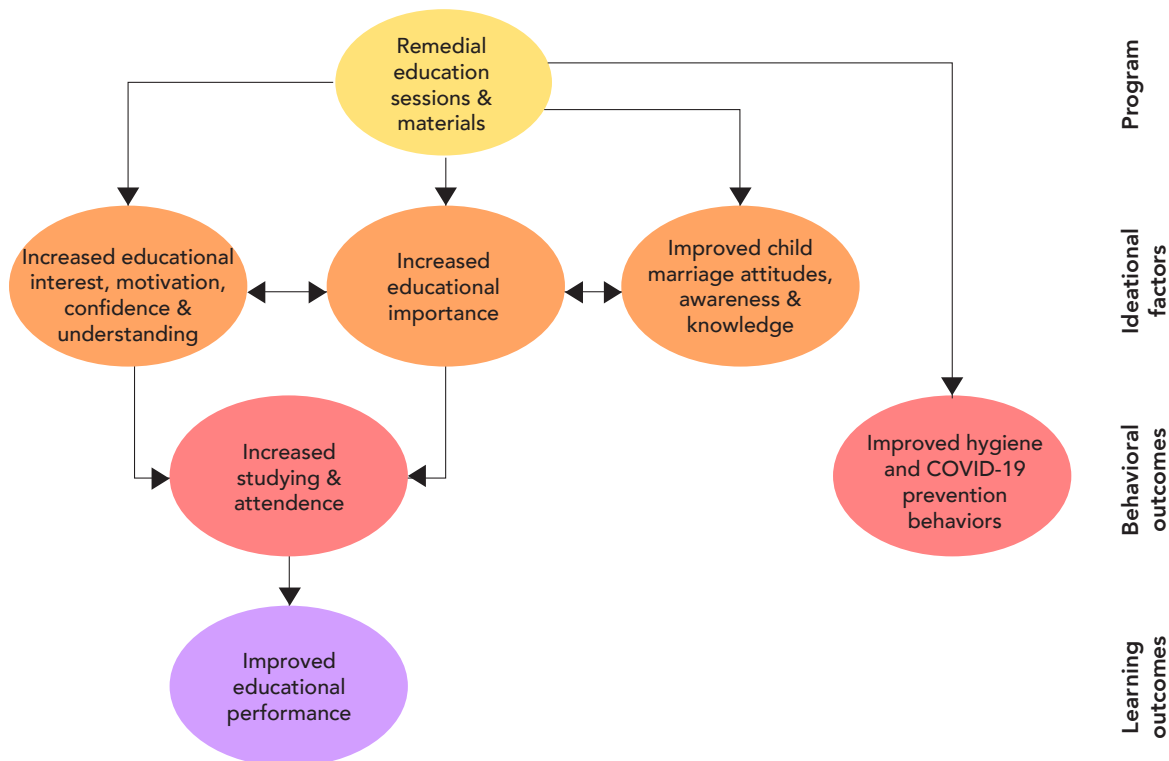 Remedial
education
sessions &
materials
Program
Increased educational
interest, motivation,
confidence &
understanding
Increased
educational
importance
Improved child
marriage attitudes,
awareness &
knowledge
Ideational
factors
Increased
studying &
attendence
Improved hygiene
and COVID-19
prevention
behaviors
Behavioral
outcomes
Improved
educational
performance
Learning
outcomes